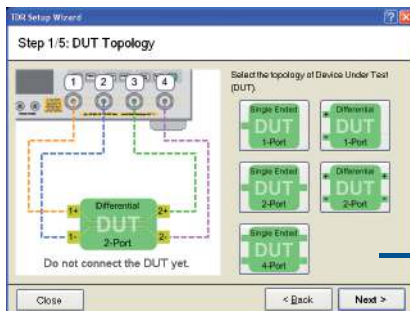 TDR Setup Wizard
Step 1/5: DUT Topology
1 2 3 4
Select the topology of Device Under Test
(DUT).
Single Ended
DUT
1-Port
Differential
DUT
1-Port
Single Ended
DUT
2-Port
Differential
DUT
2-Port
Single Ended
DUT
4-Port
1+
Differential
2+
DUT
1-
2-Port
2-
Do not connect the DUT yet.
Close
< Back
Next >